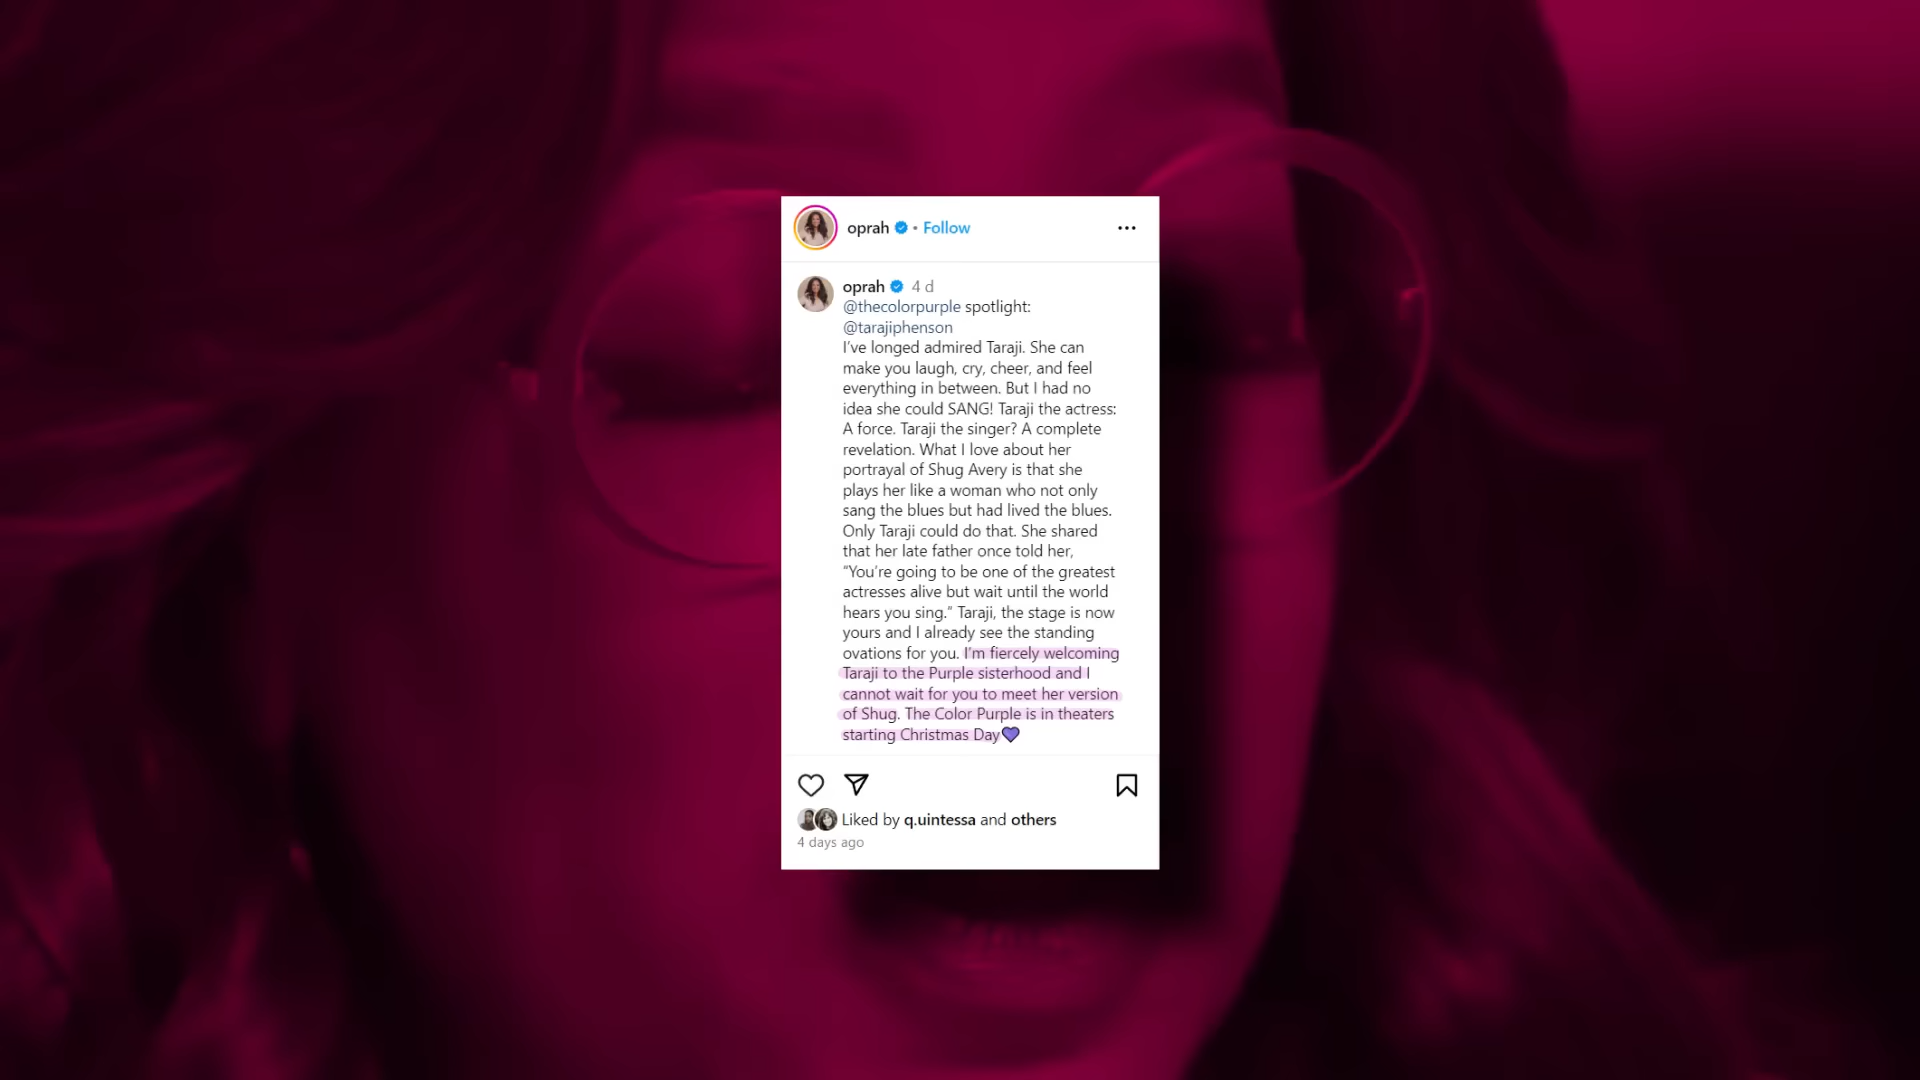 oprah • Follow
oprah 4 d
@thecolorpurple spotlight:
@tarajiphenson
I’ve longed admired Taraji. She can
make you laugh, cry, cheer, and feel
everything in between. But I had no
idea she could SANG! Taraji the actress:
A force. Taraji the singer? A complete
revelation. What I love about her
portrayal of Shug Avery is that she
plays her like a woman who not only
sang the blues but had lived the blues.
Only Taraji could do that. She shared
that her late father once told her,
“You’re going to be one of the greatest
actresses alive but wait until the world
hears you sing.” Taraji, the stage is now
yours and I already see the standing
ovations for you. I’m fiercely welcoming
Taraji to the Purple sisterhood and I
cannot wait for you to meet her version
of Shug. The Color Purple is in theaters
starting Christmas Day💜
Liked by q.uintessa and others
4 days ago